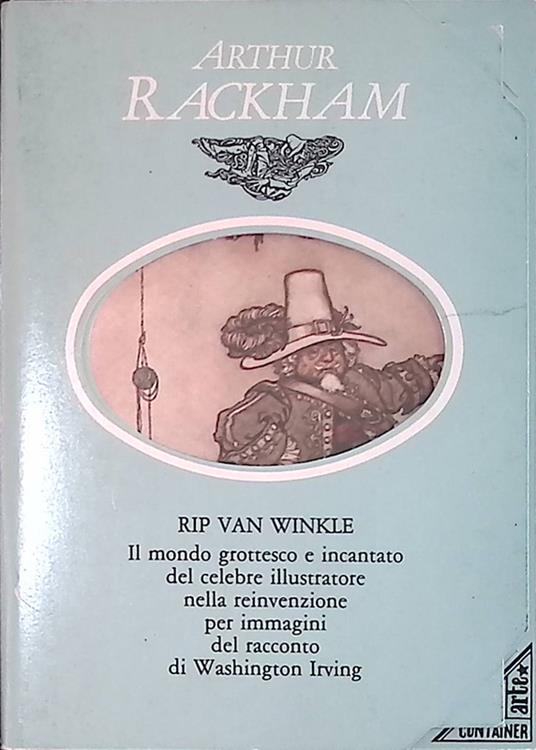 ARTHUR
RACKHAM
RIP VAN WINKLE
Il mondo grottesco e incantato
del celebre illustratore
nella reinvenzione
per immagini
del racconto
di Washington Irving
arte★
CONTAINER